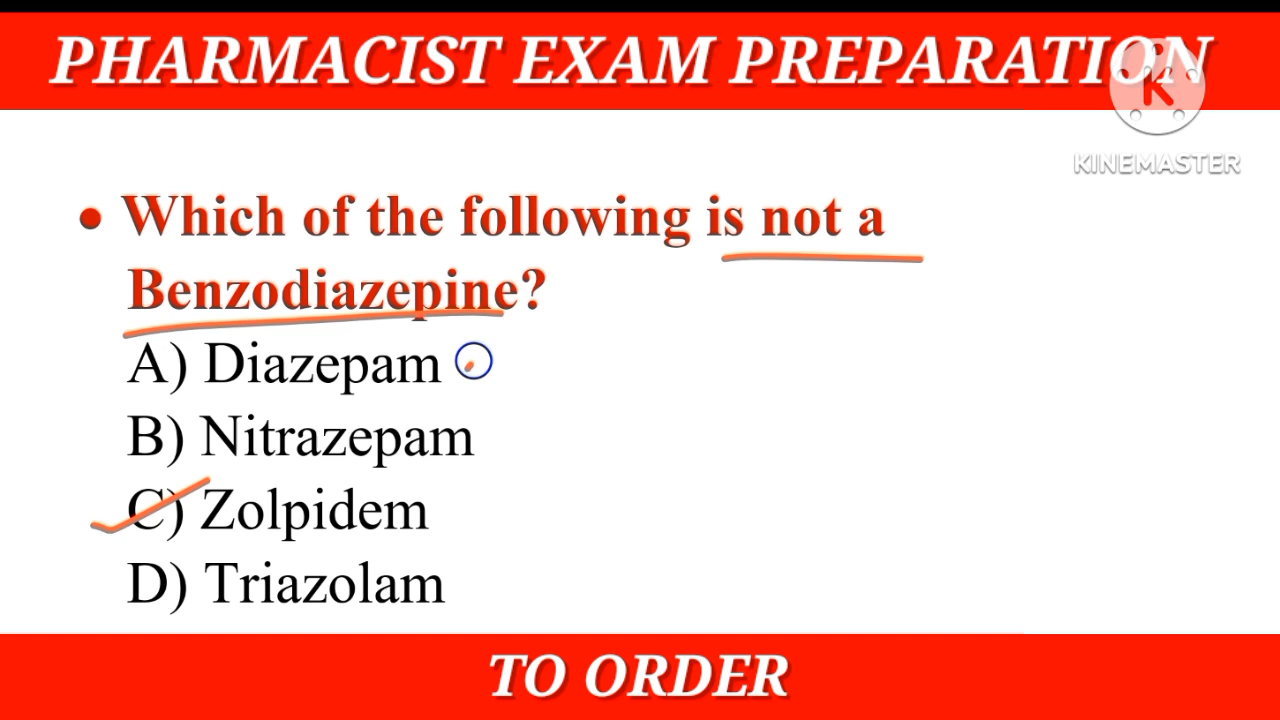 PHARMACIST EXAM PREPARATION
K
KINEMASTER
• Which of the following is not a
Benzodiazepine?
A) Diazepam
B) Nitrazepam
C) Zolpidem
D) Triazolam
TO ORDER